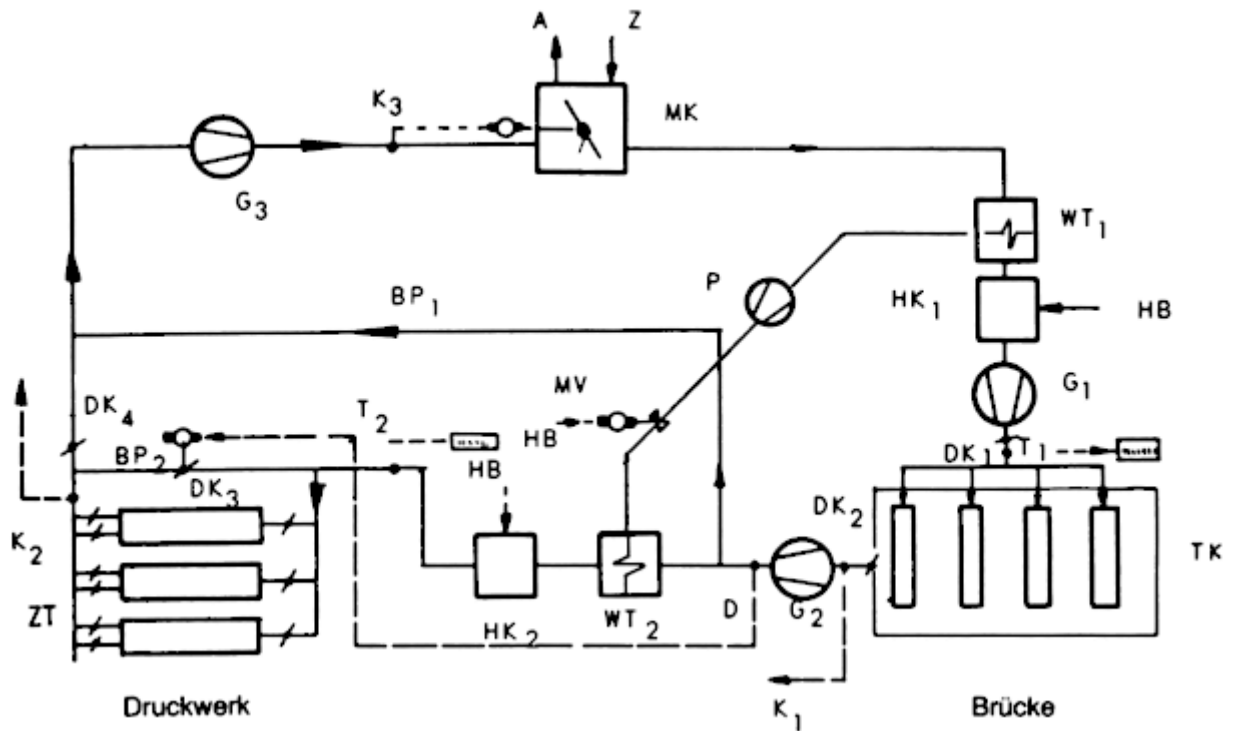 A Z
K3 MK
G3
WT1
P
BP1 HK1 HB
G1
MV
DK4 T2 HB
BP2 HB DK1 T1
DK3 DK2
K2 TK
ZT WT2 D G2
HK2
K1
Druckwerk Brücke